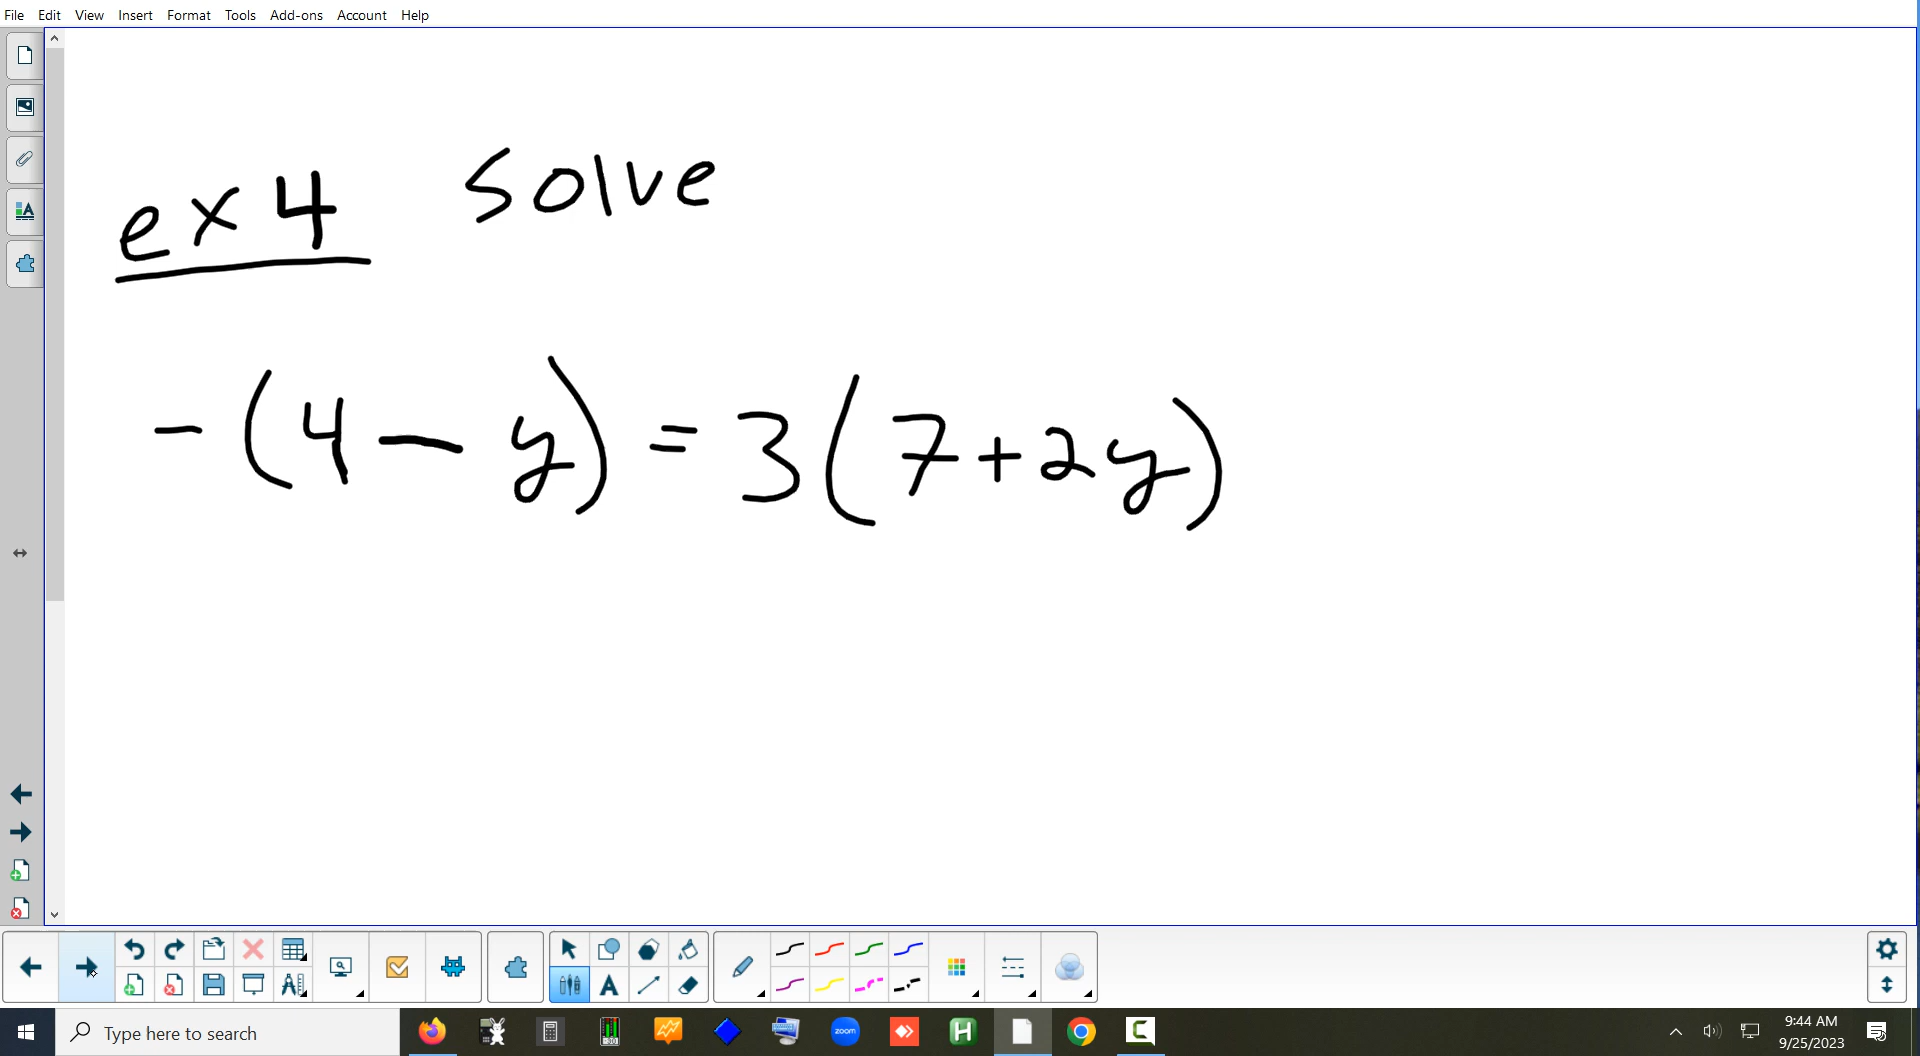 File Edit View Insert Format Tools Add-ons Account Help
ex 4 solve
-(4 - y) = 3(7+2y)
Type here to search
zoom
9:44 AM
9/25/2023